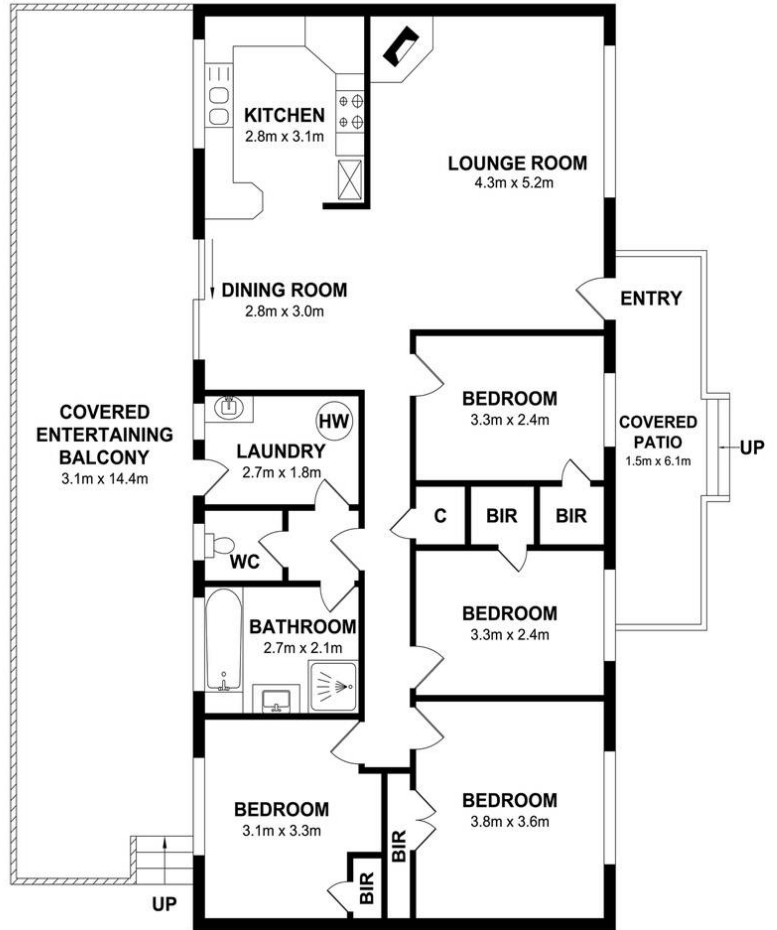 KITCHEN
2.8m x 3.1m
LOUNGE ROOM
4.3m x 5.2m
DINING ROOM
2.8m x 3.0m
ENTRY
COVERED
ENTERTAINING
BALCONY
3.1m x 14.4m
HW
LAUNDRY
2.7m x 1.8m
BEDROOM
3.3m x 2.4m
COVERED
PATIO
1.5m x 6.1m
UP
C
BIR
BIR
WC
BATHROOM
2.7m x 2.1m
BEDROOM
3.3m x 2.4m
BEDROOM
3.1m x 3.3m
BIR
BIR
BEDROOM
3.8m x 3.6m
UP